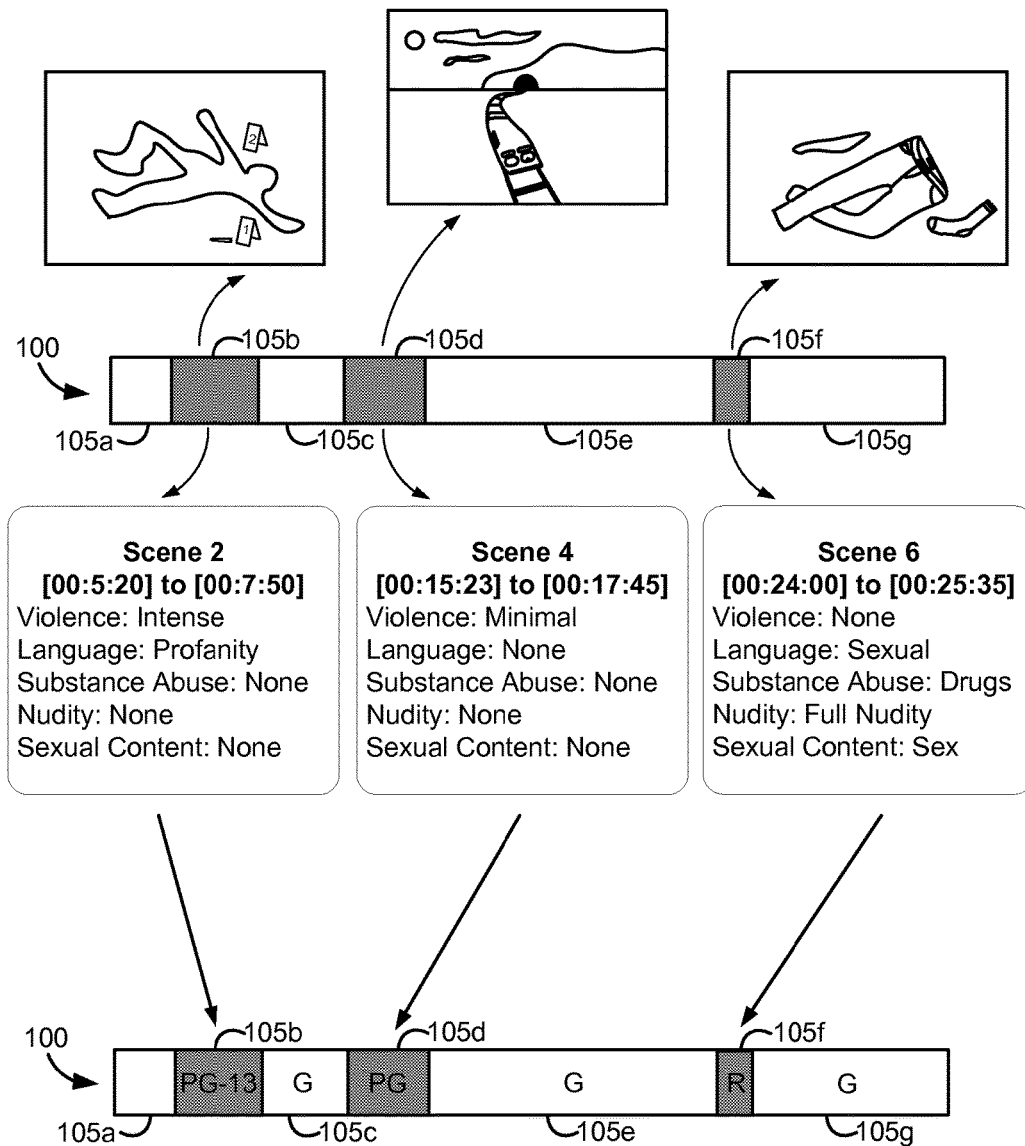 2
1
100
105b
105d
105f
105a
105c
105e
105g
Scene 2
[00:5:20] to [00:7:50]
Violence: Intense
Language: Profanity
Substance Abuse: None
Nudity: None
Sexual Content: None
Scene 4
[00:15:23] to [00:17:45]
Violence: Minimal
Language: None
Substance Abuse: None
Nudity: None
Sexual Content: None
Scene 6
[00:24:00] to [00:25:35]
Violence: None
Language: Sexual
Substance Abuse: Drugs
Nudity: Full Nudity
Sexual Content: Sex
100
105b
105d
105f
PG-13
G
PG
G
R
G
105a
105c
105e
105g